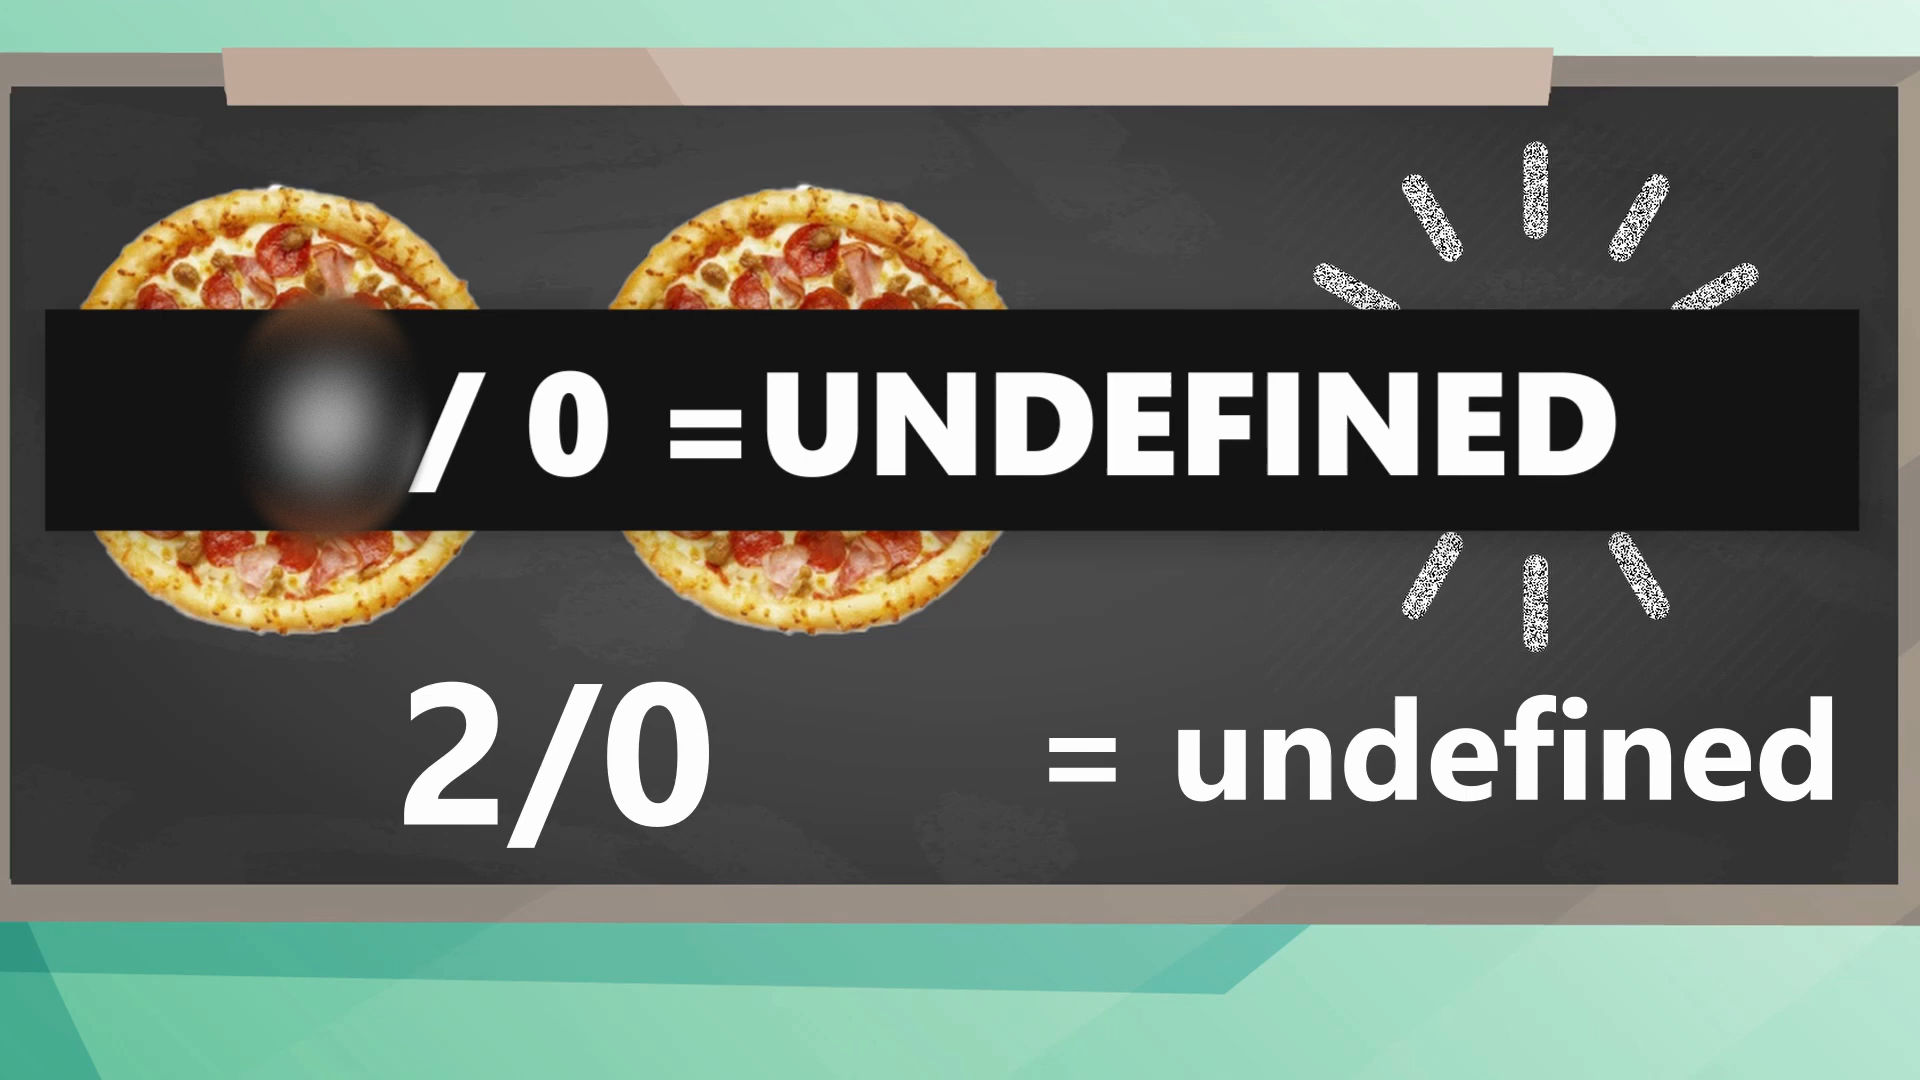 / 0 =UNDEFINED
2/0 = undefined